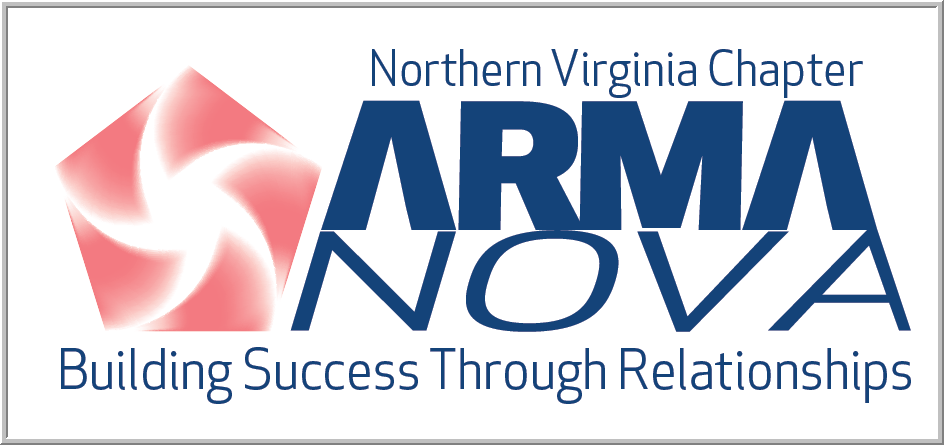 Northern Virginia Chapter
ARMA
NOVA
Building Success Through Relationships